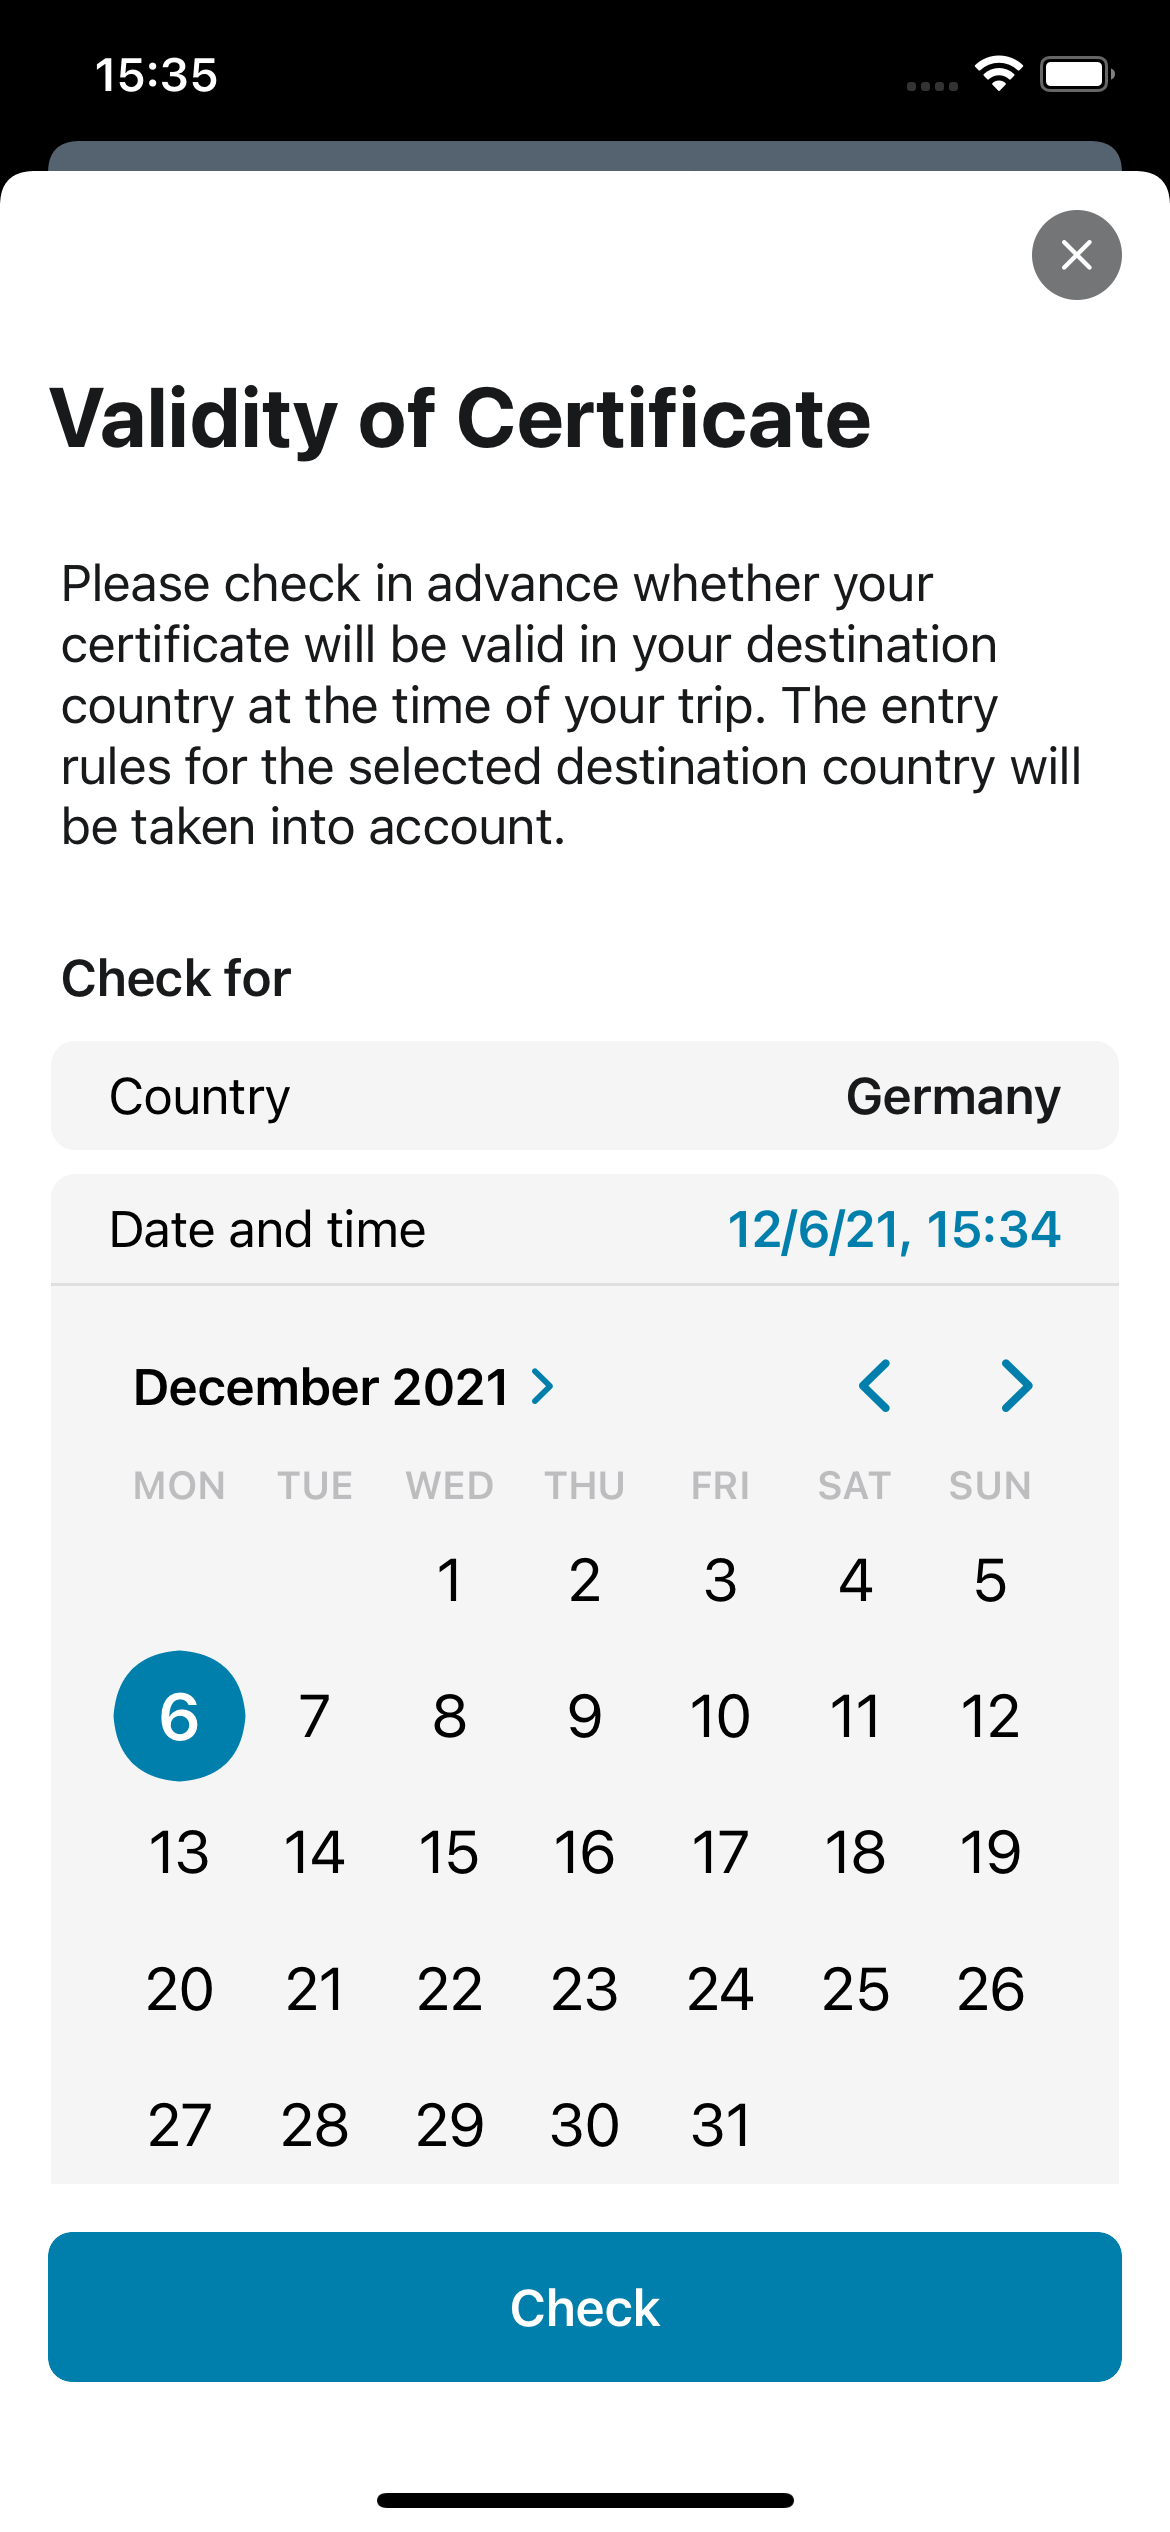 15:35
Validity of Certificate
Please check in advance whether your
certificate will be valid in your destination
country at the time of your trip. The entry
rules for the selected destination country will
be taken into account.
Check for
Country Germany
Date and time 12/6/21, 15:34
December 2021
MON TUE WED THU FRI SAT SUN
1 2 3 4 5
6 7 8 9 10 11 12
13 14 15 16 17 18 19
20 21 22 23 24 25 26
27 28 29 30 31
Check